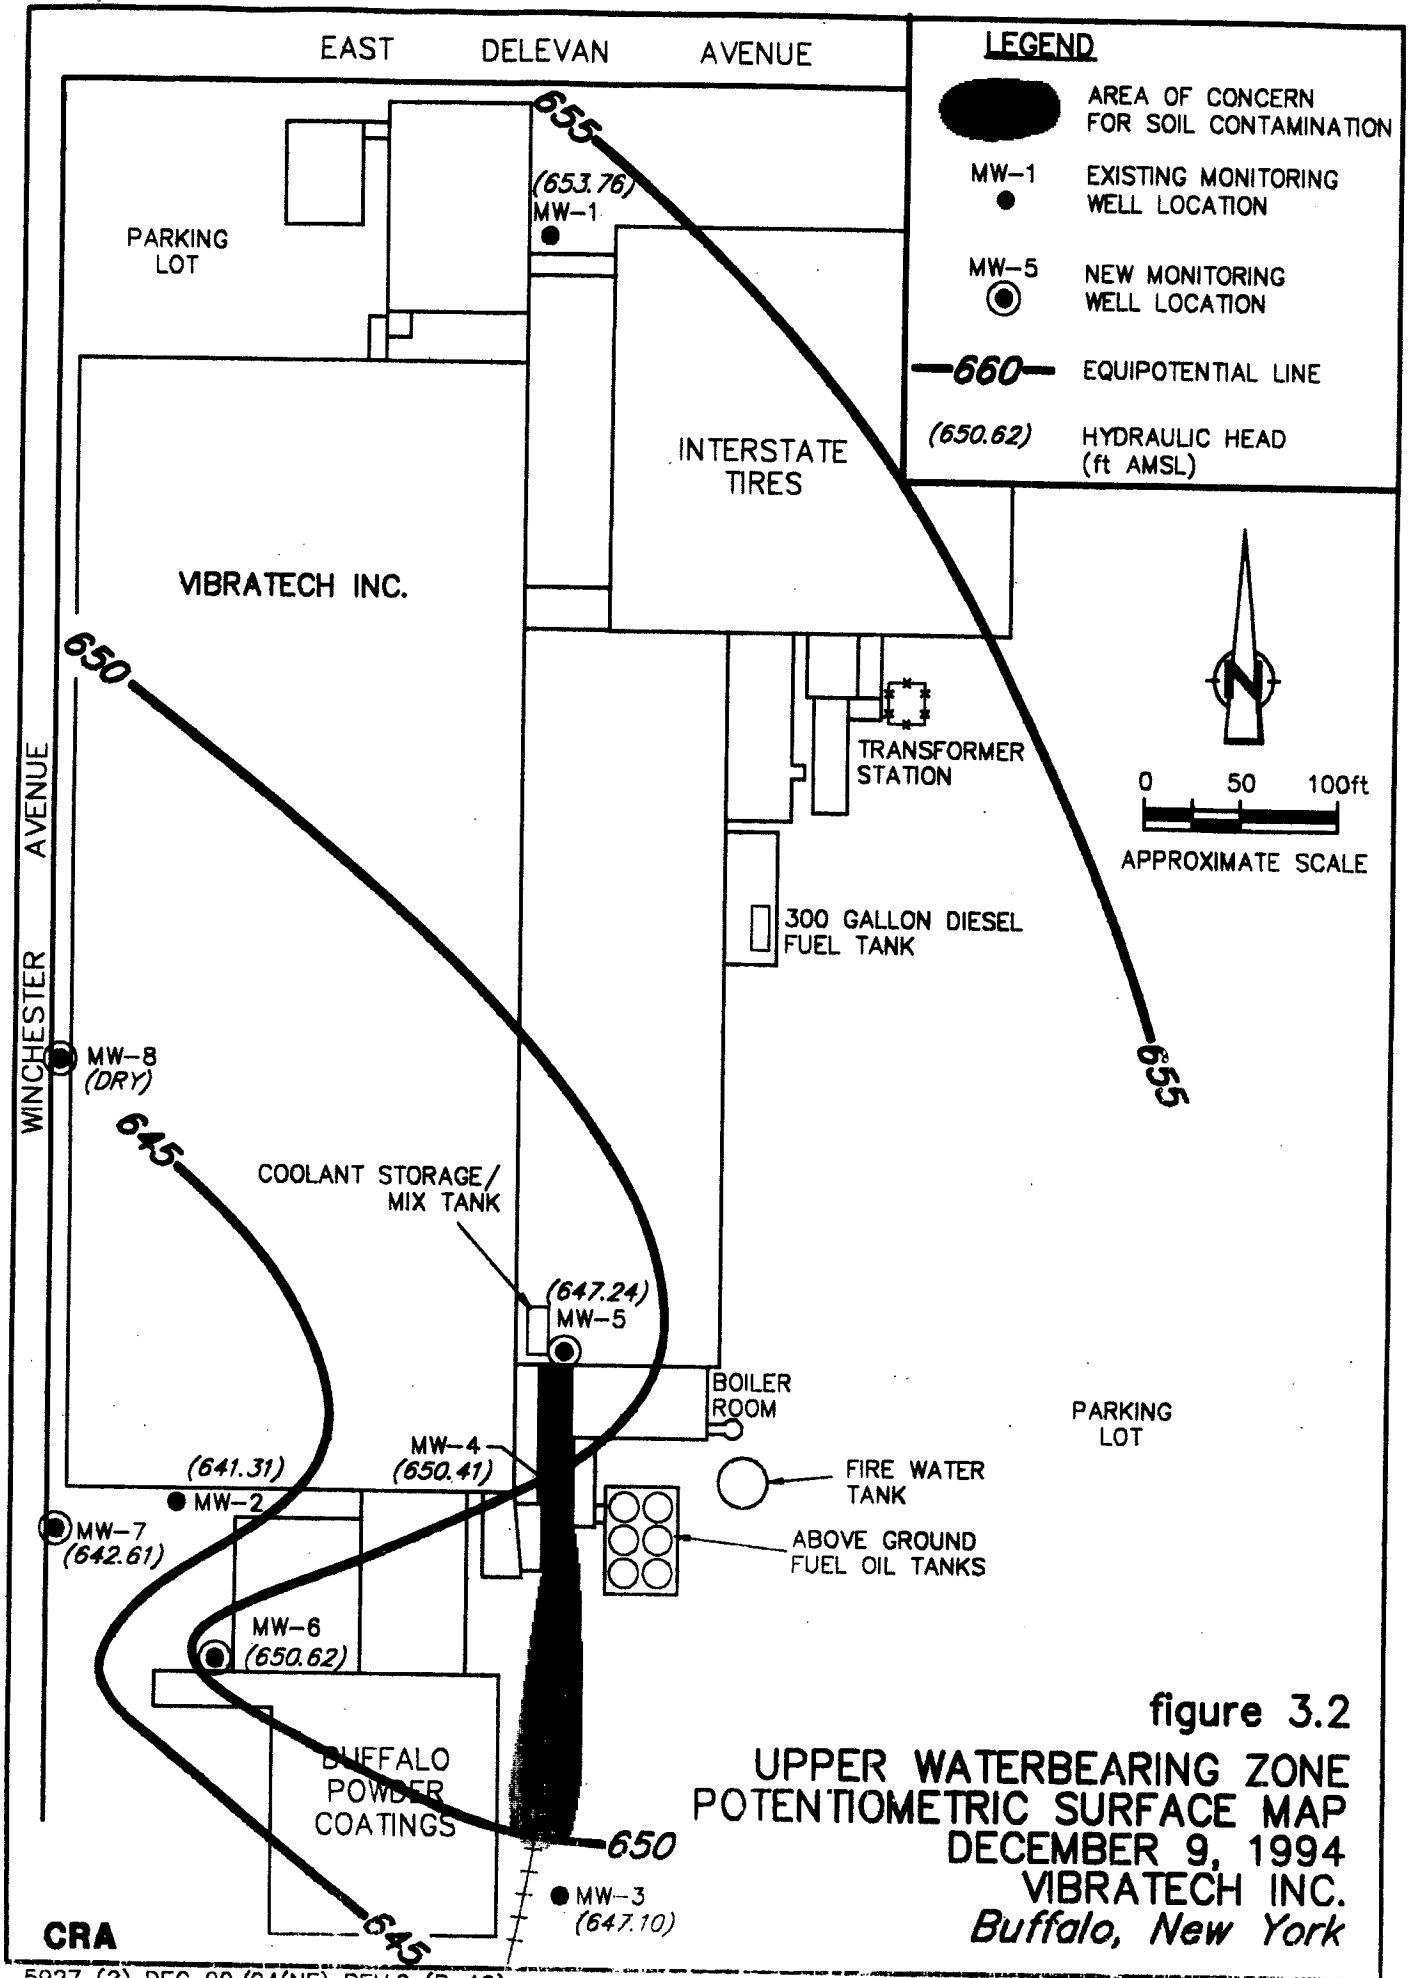 EAST DELEVAN AVENUE
LEGEND
AREA OF CONCERN
FOR SOIL CONTAMINATION
MW-1
EXISTING MONITORING
WELL LOCATION
MW-5
NEW MONITORING
WELL LOCATION
660
EQUIPOTENTIAL LINE
(650.62)
HYDRAULIC HEAD
(ft AMSL)
655
(653.76)
MW-1
PARKING
LOT
INTERSTATE
TIRES
VIBRATECH INC.
N
650
TRANSFORMER
STATION
0 50 100ft
APPROXIMATE SCALE
WINCHESTER AVENUE
300 GALLON DIESEL
FUEL TANK
MW-8
(DRY)
655
645
COOLANT STORAGE/
MIX TANK
(647.24)
MW-5
BOILER
ROOM
PARKING
LOT
MW-4
(650.41)
(641.31)
MW-2
FIRE WATER
TANK
MW-7
(642.61)
ABOVE GROUND
FUEL OIL TANKS
MW-6
(650.62)
BUFFALO
POWDER
COATINGS
650
MW-3
(647.10)
645
figure 3.2
UPPER WATERBEARING ZONE
POTENTIOMETRIC SURFACE MAP
DECEMBER 9, 1994
VIBRATECH INC.
Buffalo, New York
CRA